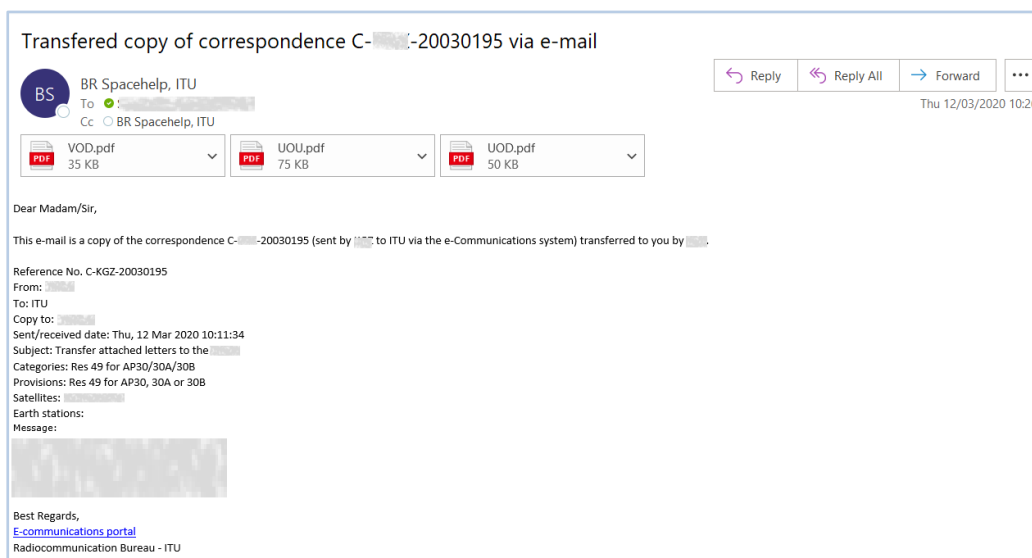 Transfered copy of correspondence C- -20030195 via e-mail
BS
BR Spacehelp, ITU
To
Cc BR Spacehelp, ITU
Reply
Reply All
Forward
Thu 12/03/2020 10:20
VOD.pdf
35 KB
UOU.pdf
75 KB
UOD.pdf
50 KB
PDF
PDF
PDF
Dear Madam/Sir,
This e-mail is a copy of the correspondence C- -20030195 (sent by to ITU via the e-Communications system) transferred to you by .
Reference No. C-KGZ-20030195
From:
To: ITU
Copy to:
Sent/received date: Thu, 12 Mar 2020 10:11:34
Subject: Transfer attached letters to the
Categories: Res 49 for AP30/30A/30B
Provisions: Res 49 for AP30, 30A or 30B
Satellites:
Earth stations:
Message:
Best Regards,
E-communications portal
Radiocommunication Bureau - ITU